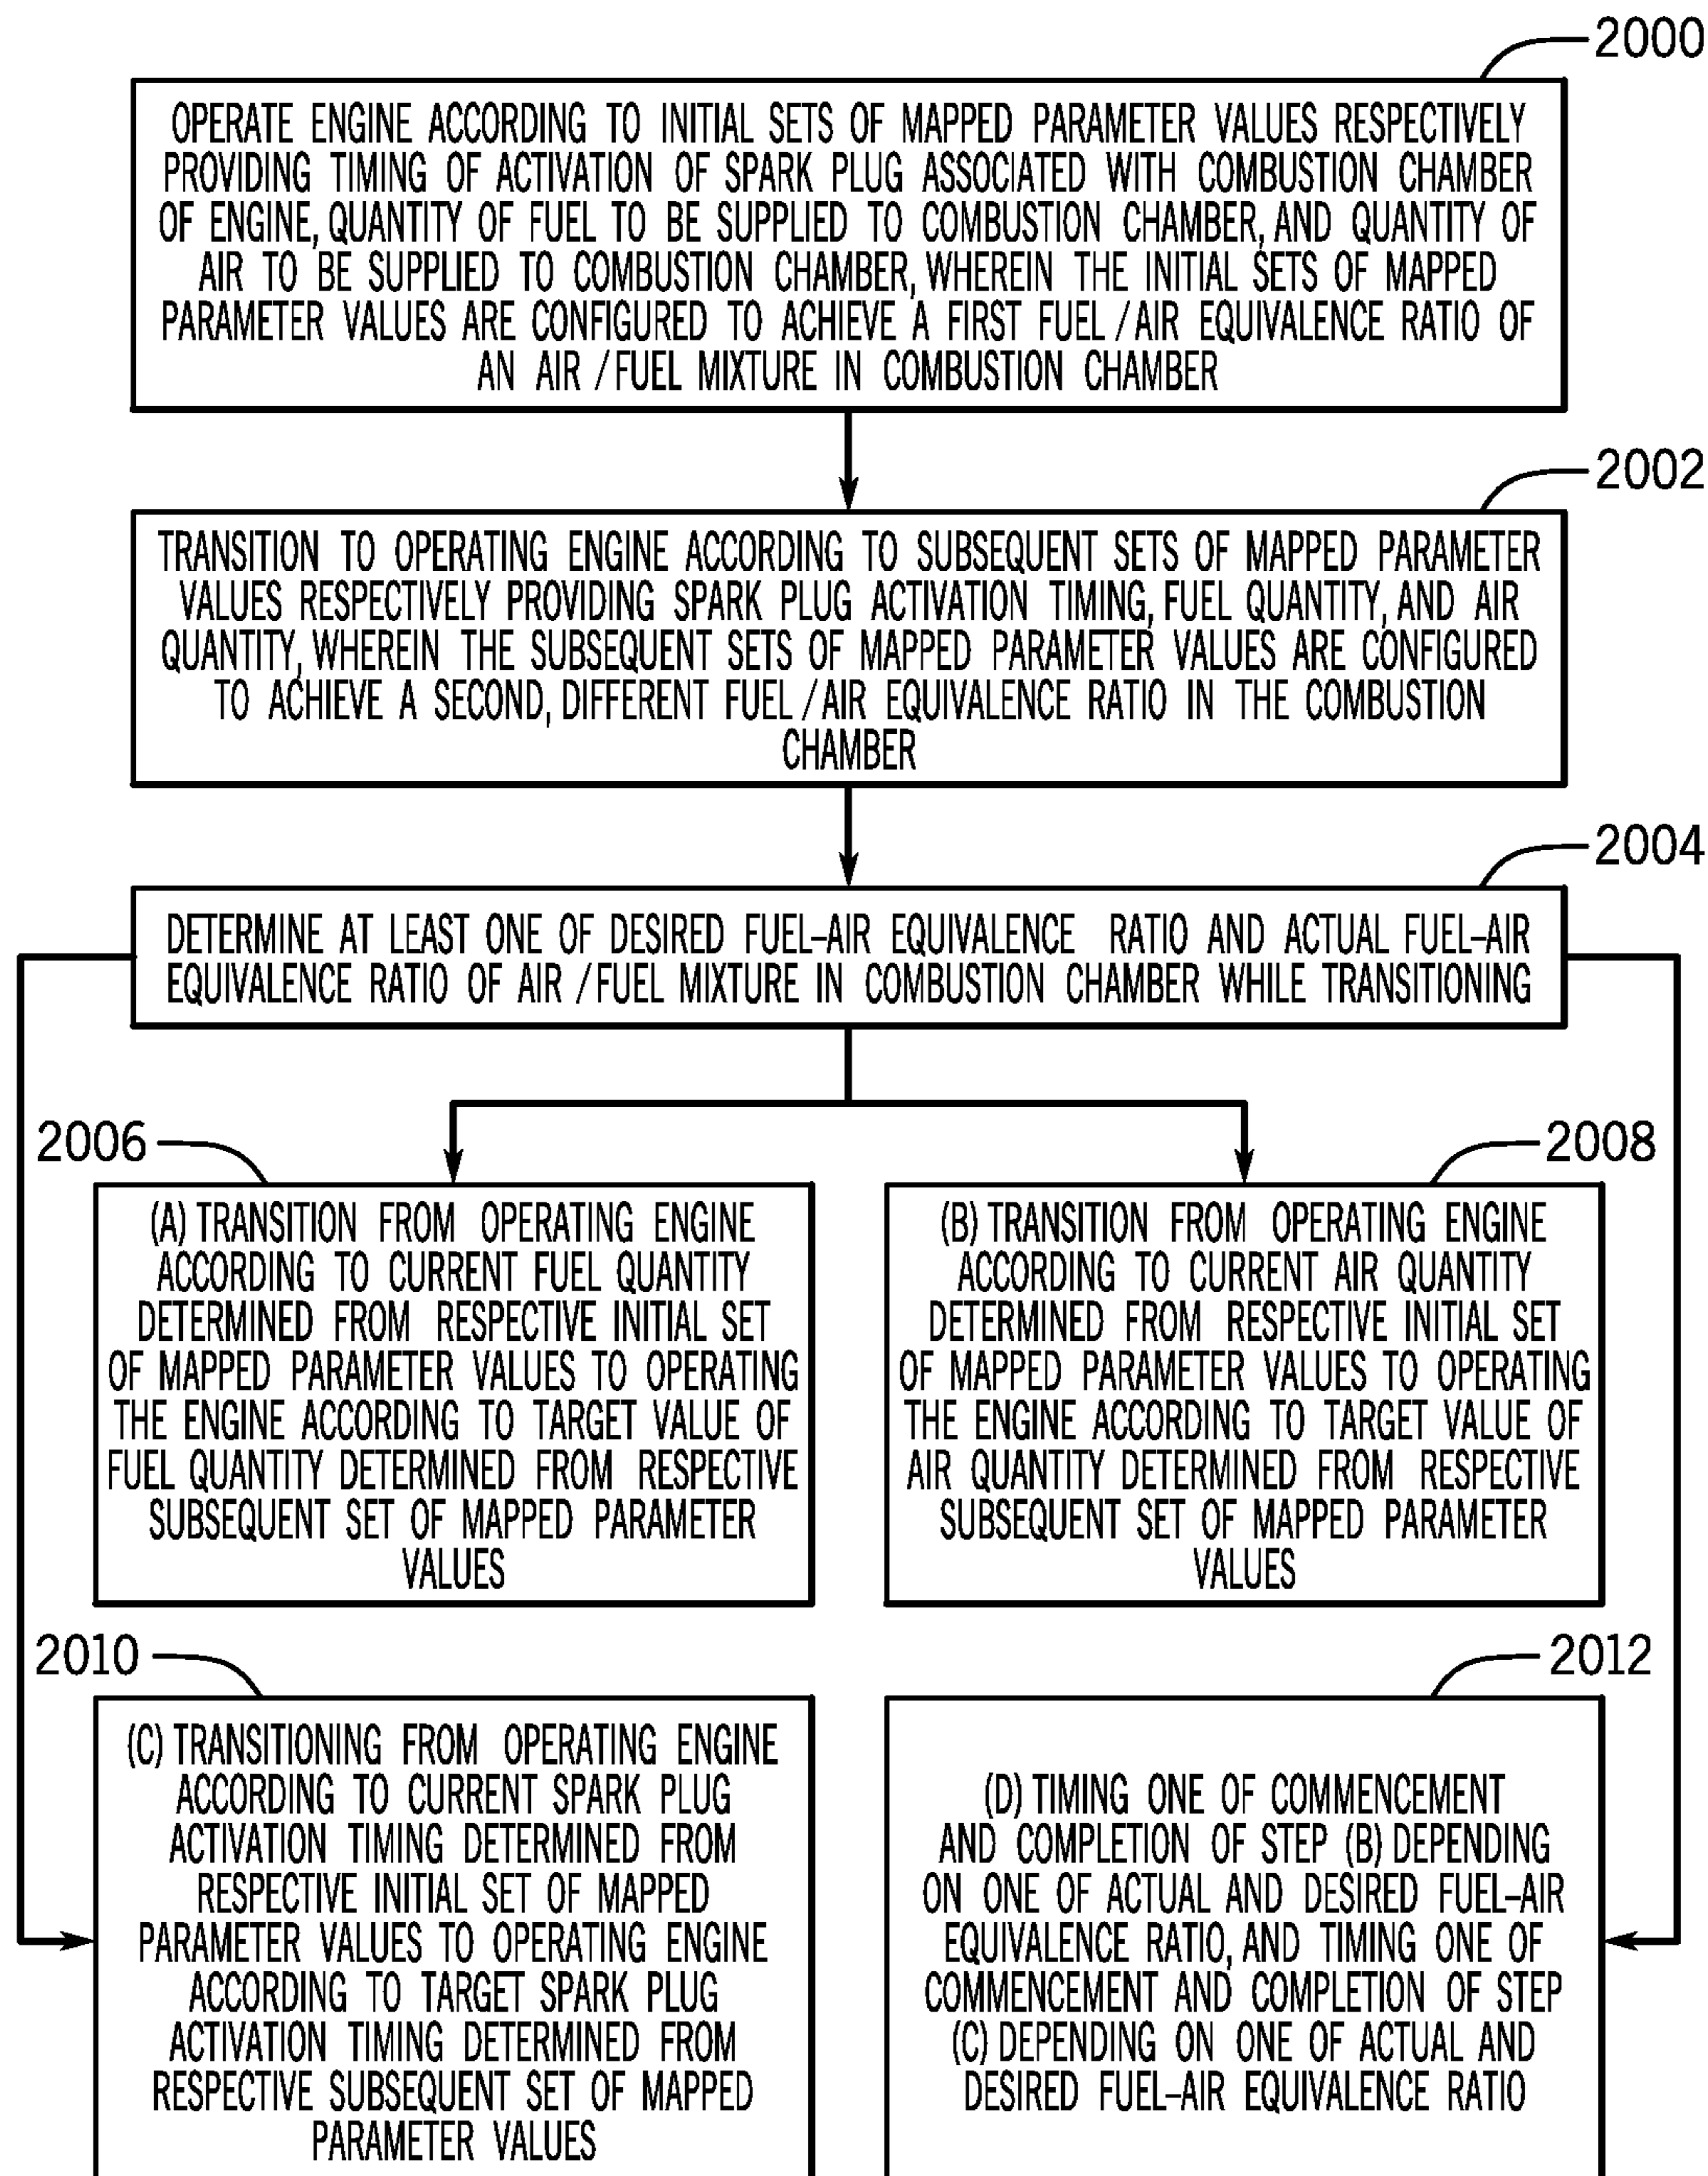 2000
OPERATE ENGINE ACCORDING TO INITIAL SETS OF MAPPED PARAMETER VALUES RESPECTIVELY
PROVIDING TIMING OF ACTIVATION OF SPARK PLUG ASSOCIATED WITH COMBUSTION CHAMBER
OF ENGINE, QUANTITY OF FUEL TO BE SUPPLIED TO COMBUSTION CHAMBER, AND QUANTITY OF
AIR TO BE SUPPLIED TO COMBUSTION CHAMBER, WHEREIN THE INITIAL SETS OF MAPPED
PARAMETER VALUES ARE CONFIGURED TO ACHIEVE A FIRST FUEL/AIR EQUIVALENCE RATIO OF
AN AIR/FUEL MIXTURE IN COMBUSTION CHAMBER
2002
TRANSITION TO OPERATING ENGINE ACCORDING TO SUBSEQUENT SETS OF MAPPED PARAMETER
VALUES RESPECTIVELY PROVIDING SPARK PLUG ACTIVATION TIMING, FUEL QUANTITY, AND AIR
QUANTITY, WHEREIN THE SUBSEQUENT SETS OF MAPPED PARAMETER VALUES ARE CONFIGURED
TO ACHIEVE A SECOND, DIFFERENT FUEL/AIR EQUIVALENCE RATIO IN THE COMBUSTION
CHAMBER
2004
DETERMINE AT LEAST ONE OF DESIRED FUEL–AIR EQUIVALENCE RATIO AND ACTUAL FUEL–AIR
EQUIVALENCE RATIO OF AIR/FUEL MIXTURE IN COMBUSTION CHAMBER WHILE TRANSITIONING
2006
(A) TRANSITION FROM OPERATING ENGINE
ACCORDING TO CURRENT FUEL QUANTITY
DETERMINED FROM RESPECTIVE INITIAL SET
OF MAPPED PARAMETER VALUES TO OPERATING
THE ENGINE ACCORDING TO TARGET VALUE OF
FUEL QUANTITY DETERMINED FROM RESPECTIVE
SUBSEQUENT SET OF MAPPED PARAMETER
VALUES
2008
(B) TRANSITION FROM OPERATING ENGINE
ACCORDING TO CURRENT AIR QUANTITY
DETERMINED FROM RESPECTIVE INITIAL SET
OF MAPPED PARAMETER VALUES TO OPERATING
THE ENGINE ACCORDING TO TARGET VALUE OF
AIR QUANTITY DETERMINED FROM RESPECTIVE
SUBSEQUENT SET OF MAPPED PARAMETER
VALUES
2010
(C) TRANSITIONING FROM OPERATING ENGINE
ACCORDING TO CURRENT SPARK PLUG
ACTIVATION TIMING DETERMINED FROM
RESPECTIVE INITIAL SET OF MAPPED
PARAMETER VALUES TO OPERATING ENGINE
ACCORDING TO TARGET SPARK PLUG
ACTIVATION TIMING DETERMINED FROM
RESPECTIVE SUBSEQUENT SET OF MAPPED
PARAMETER VALUES
2012
(D) TIMING ONE OF COMMENCEMENT
AND COMPLETION OF STEP (B) DEPENDING
ON ONE OF ACTUAL AND DESIRED FUEL–AIR
EQUIVALENCE RATIO, AND TIMING ONE OF
COMMENCEMENT AND COMPLETION OF STEP
(C) DEPENDING ON ONE OF ACTUAL AND
DESIRED FUEL–AIR EQUIVALENCE RATIO